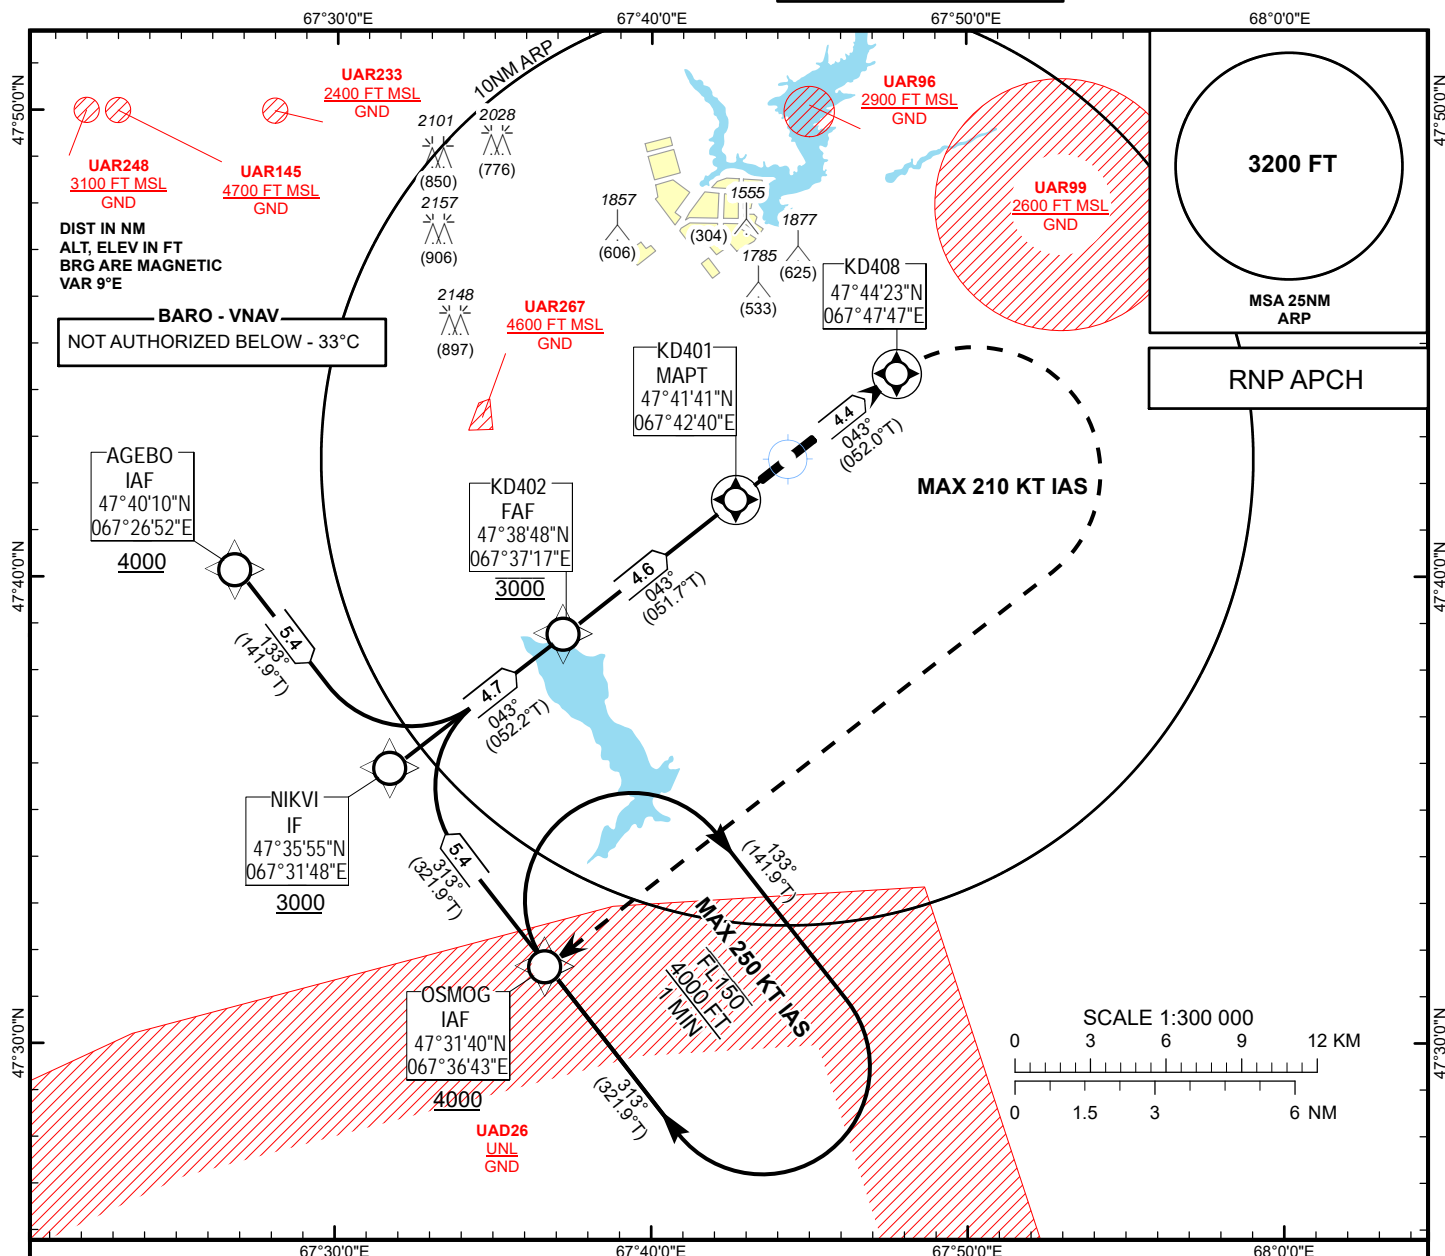 67°30'0"E
67°40'0"E
67°50'0"E
68°0'0"E
47°50'0"N
47°50'0"N
10NM ARP
UAR233
2400 FT MSL
GND
UAR248
3100 FT MSL
GND
UAR145
4700 FT MSL
GND
UAR96
2900 FT MSL
GND
UAR99
2600 FT MSL
GND
2101
(850)
2028
(776)
2157
(906)
2148
(897)
1857
(606)
1555
(304)
1877
(625)
1785
(533)
DIST IN NM
ALT, ELEV IN FT
BRG ARE MAGNETIC
VAR 9°E
BARO - VNAV
NOT AUTHORIZED BELOW - 33°C
UAR267
4600 FT MSL
GND
3200 FT
MSA 25NM
ARP
RNP APCH
KD408
47°44'23"N
067°47'47"E
KD401
MAPT
47°41'41"N
067°42'40"E
4.4
043°
(052.0°T)
MAX 210 KT IAS
AGEBO
IAF
47°40'10"N
067°26'52"E
4000
KD402
FAF
47°38'48"N
067°37'17"E
3000
47°40'0"N
47°40'0"N
4.6
043°
(051.7°T)
5.4
133°
(141.9°T)
4.7
043°
(052.2°T)
NIKVI
IF
47°35'55"N
067°31'48"E
3000
5.4
313°
(321.9°T)
133°
(141.9°T)
MAX 250 KT IAS
FL150
4000 FT
1 MIN
OSMOG
IAF
47°31'40"N
067°36'43"E
4000
313°
(321.9°T)
UAD26
UNL
GND
SCALE 1:300 000
0 3 6 9 12 KM
0 1.5 3 6 NM
47°30'0"N
47°30'0"N
67°30'0"E
67°40'0"E
67°50'0"E
68°0'0"E